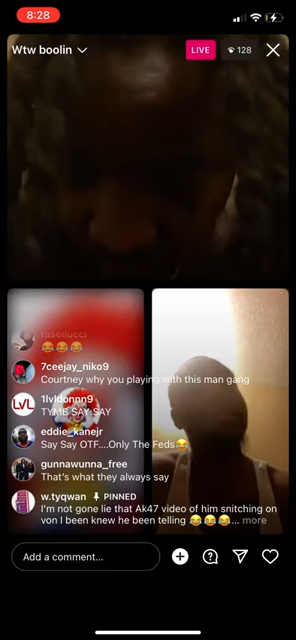 8:28
Wtw boolin
LIVE
128
rasellucci
😂😂😂
7ceejay_niko9
Courtney why you playing with this man gang
LVL
1lvldonnn9
TYMB SAY SAY
eddie_kanejr
Say Say OTF....Only The Feds😂
gunnawunna_free
That's what they always say
w.tyqwan PINNED
I'm not gone lie that Ak47 video of him snitching on
von I been knew he been telling 😂😂😂... more
Add a comment...